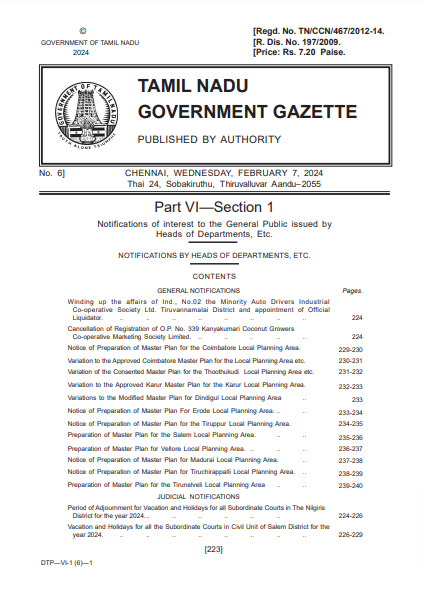 ©
GOVERNMENT OF TAMIL NADU
2024
[Regd. No. TN/CCN/467/2012-14.
[R. Dis. No. 197/2009.
[Price: Rs. 7.20 Paise.
GOVERNMENT OF TAMILNADU
TRUTH ALONE TRIUMPHS
TAMIL NADU
GOVERNMENT GAZETTE
PUBLISHED BY AUTHORITY
No. 6]
CHENNAI, WEDNESDAY, FEBRUARY 7, 2024
Thai 24, Sobakiruthu, Thiruvalluvar Aandu–2055
Part VI—Section 1
Notifications of interest to the General Public issued by
Heads of Departments, Etc.
NOTIFICATIONS BY HEADS OF DEPARTMENTS, ETC.
CONTENTS
GENERAL NOTIFICATIONS Pages.
Winding up the affairs of Ind., No.02 the Minority Auto Drivers Industrial
Co-operative Society Ltd. Tiruvannamalai District and appointment of Official
Liquidator. .. .. .. .. .. .. .. 224
Cancellation of Registration of O.P. No. 339 Kanyakumari Coconut Growers
Co-operative Marketing Society Limited. .. .. .. .. 224
Notice of Preparation of Master Plan for the Coimbatore Local Planning Area. 229-230
Variation to the Approved Coimbatore Master Plan for the Local Planning Area etc. 230-231
Variation of the Consented Master Plan for the Thoothukudi Local Planning Area etc. 231-232
Variation to the Approved Karur Master Plan for the Karur Local Planning Area. 232-233
Variations to the Modified Master Plan for Dindigul Local Planning Area .. 233
Notice of Preparation of Master Plan For Erode Local Planning Area. .. .. 233-234
Notice of Preparation of Master Plan for the Tiruppur Local Planning Area. 234-235
Preparation of Master Plan for the Salem Local Planning Area. .. .. 235-236
Preparation of Master Plan for Vellore Local Planning Area. .. .. 236-237
Notice of Preparation of Master Plan for Madurai Local Planning Area. .. 237-238
Notice of Preparation of Master Plan for Tiruchirappalli Local Planning Area. .. 238-239
Preparation of Master Plan for the Tirunelveli Local Planning Area .. .. 239-240
JUDICIAL NOTIFICATIONS
Period of Adjournment for Vacation and Holidays for all Subordinate Courts in The Nilgiris
District for the year 2024. .. .. .. .. .. .. 224-226
Vacation and Holidays for all the Subordinate Courts in Civil Unit of Salem District for the
year 2024. .. .. .. .. .. .. .. 226-229
[223]
DTP—VI-1 (6)—1